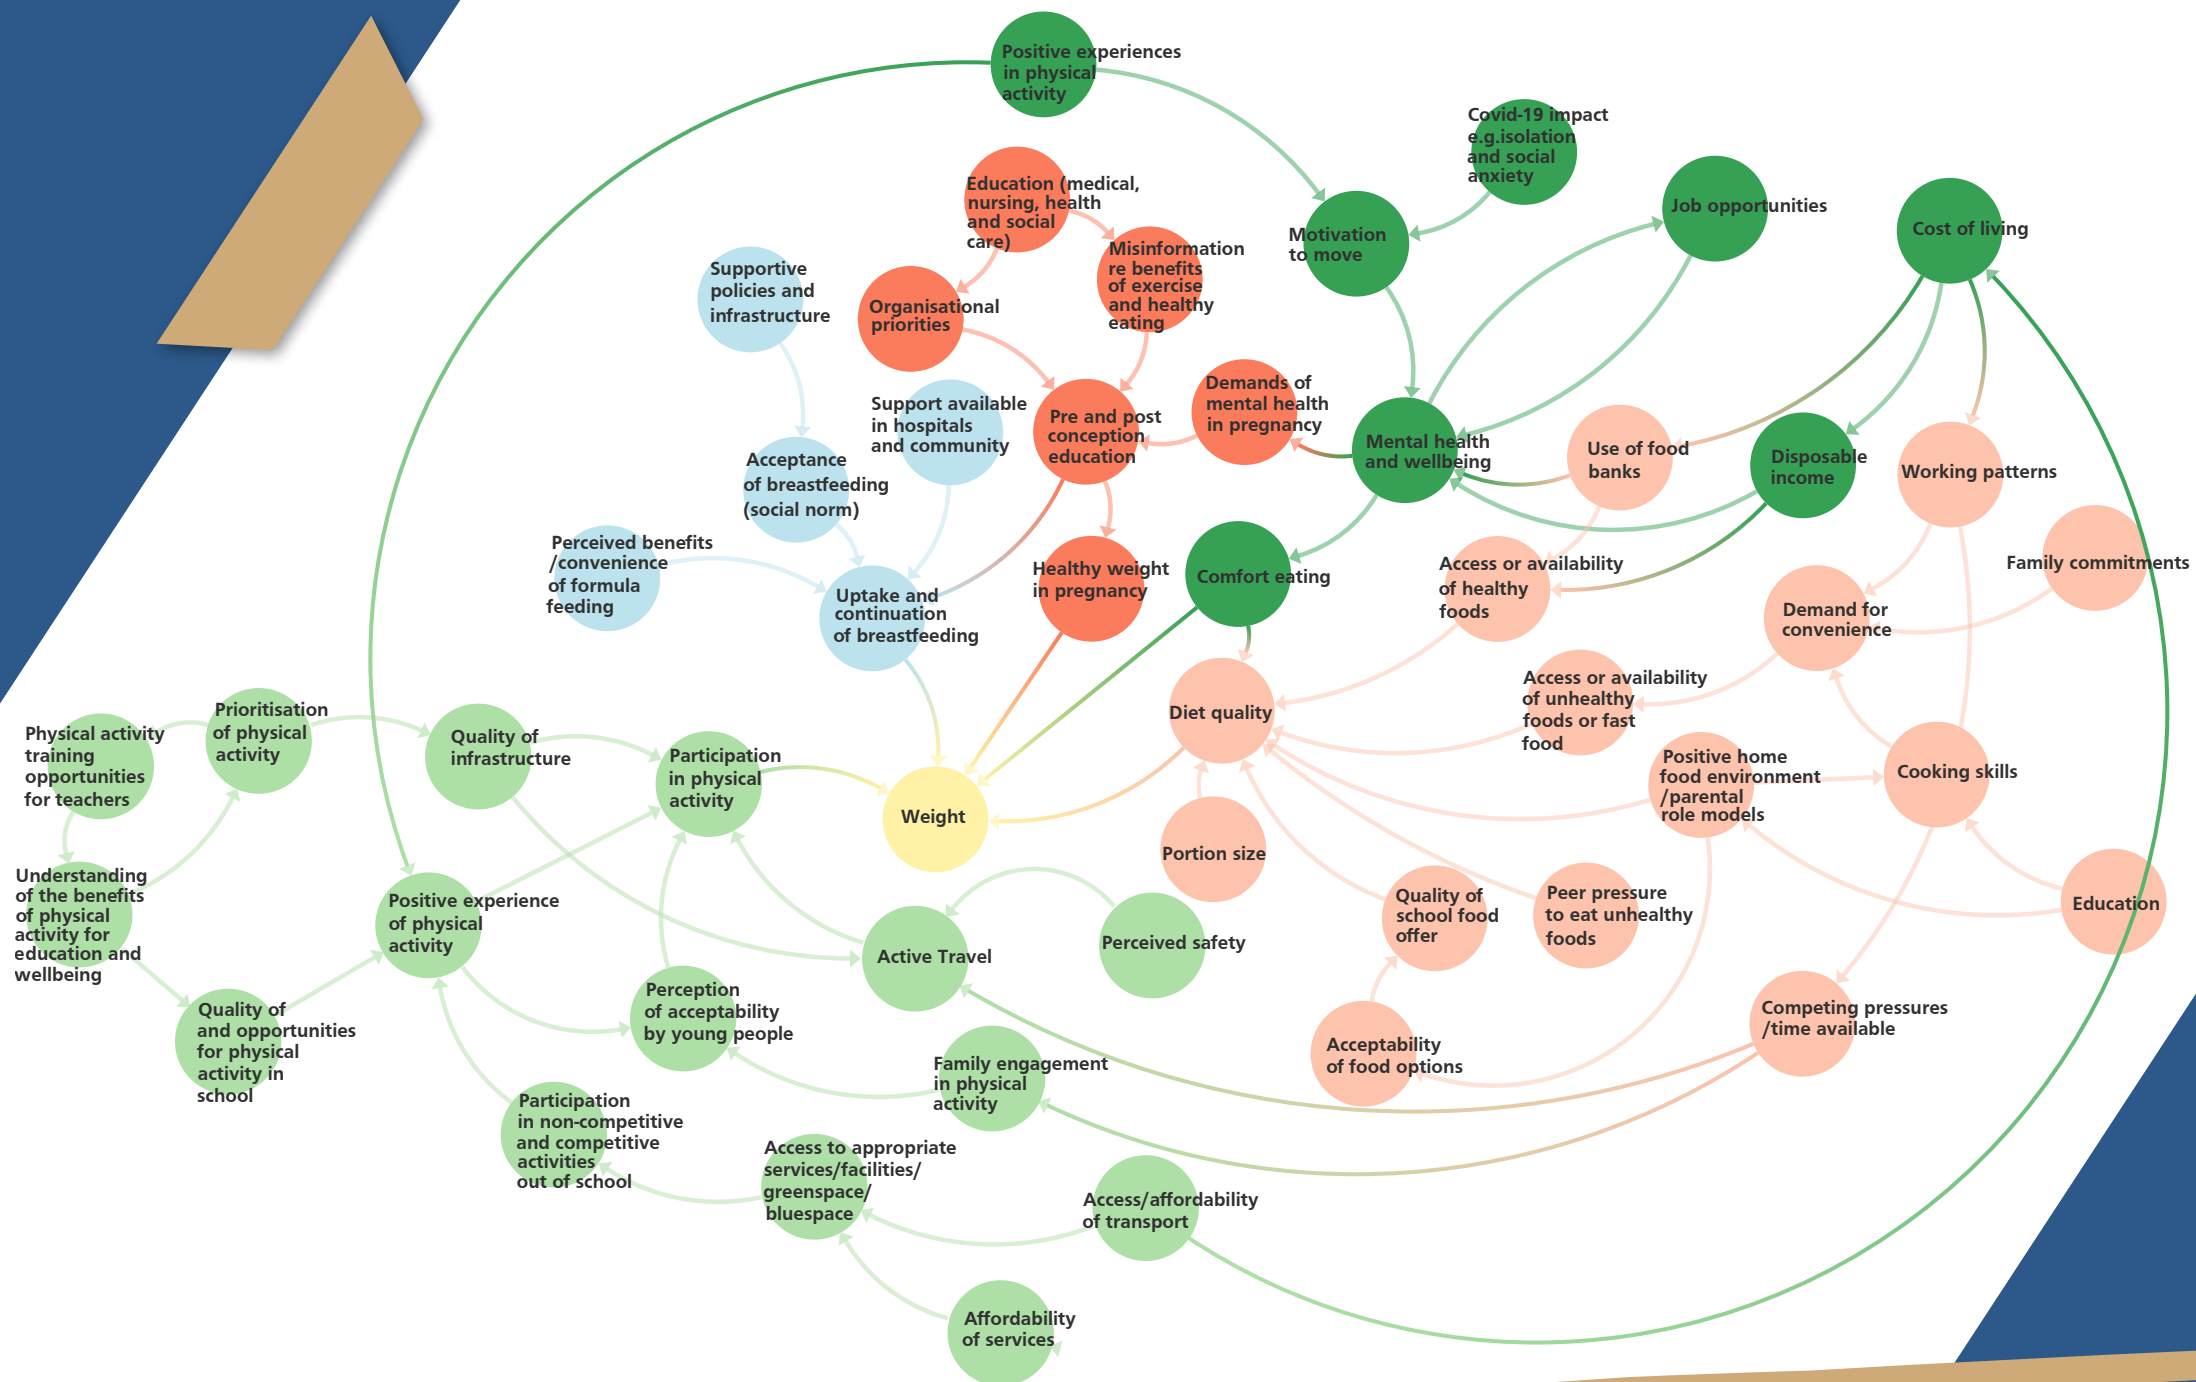 Positive experiences
in physical
activity
Covid-19 impact
e.g.isolation
and social
anxiety
Education (medical,
nursing, health
and social
care)
Job opportunities
Cost of living
Motivation
to move
Misinformation
re benefits
of exercise
and healthy
eating
Supportive
policies and
infrastructure
Organisational
priorities
Demands of
mental health
in pregnancy
Support available
in hospitals
and community
Pre and post
conception
education
Mental health
and wellbeing
Use of food
banks
Disposable
income
Working patterns
Acceptance
of breastfeeding
(social norm)
Perceived benefits
/convenience
of formula
feeding
Uptake and
continuation
of breastfeeding
Healthy weight
in pregnancy
Comfort eating
Access or availability
of healthy
foods
Family commitments
Demand for
convenience
Access or availability
of unhealthy
foods or fast
food
Diet quality
Physical activity
training
opportunities
for teachers
Prioritisation
of physical
activity
Quality of
infrastructure
Participation
in physical
activity
Weight
Positive home
food environment
/parental
role models
Cooking skills
Portion size
Understanding
of the benefits
of physical
activity for
education and
wellbeing
Positive experience
of physical
activity
Active Travel
Perceived safety
Quality of
school food
offer
Peer pressure
to eat unhealthy
foods
Education
Quality of
and opportunities
for physical
activity in
school
Perception
of acceptability
by young people
Family engagement
in physical
activity
Acceptability
of food options
Competing pressures
/time available
Participation
in non-competitive
and competitive
activities
out of school
Access to appropriate
services/facilities/
greenspace/
bluespace
Access/affordability
of transport
Affordability
of services